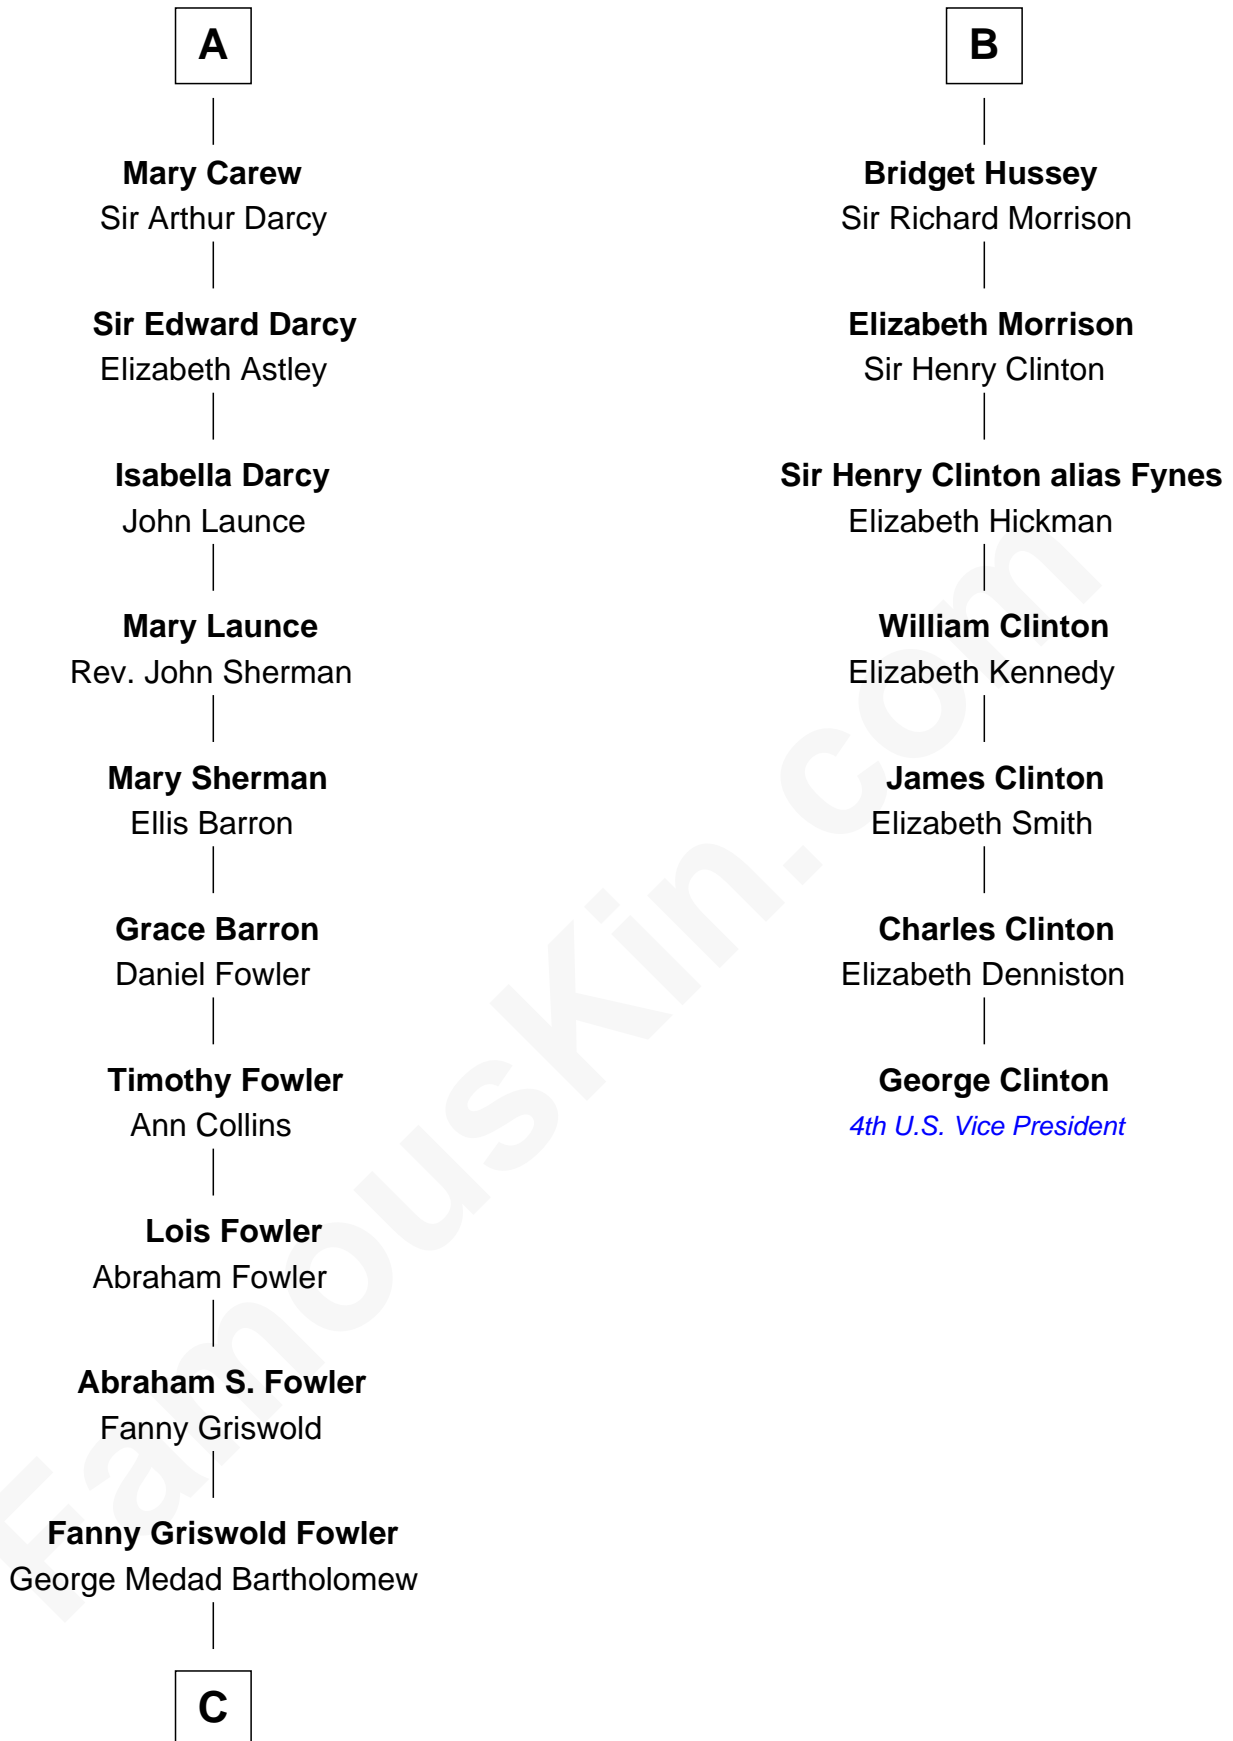 A
Mary Carew
Sir Arthur Darcy
Sir Edward Darcy
Elizabeth Astley
Isabella Darcy
John Launce
Mary Launce
Rev. John Sherman
Mary Sherman
Ellis Barron
Grace Barron
Daniel Fowler
Timothy Fowler
Ann Collins
Lois Fowler
Abraham Fowler
Abraham S. Fowler
Fanny Griswold
Fanny Griswold Fowler
George Medad Bartholomew
C
B
Bridget Hussey
Sir Richard Morrison
Elizabeth Morrison
Sir Henry Clinton
Sir Henry Clinton alias Fynes
Elizabeth Hickman
William Clinton
Elizabeth Kennedy
James Clinton
Elizabeth Smith
Charles Clinton
Elizabeth Denniston
George Clinton
4th U.S. Vice President
FamousKin.com